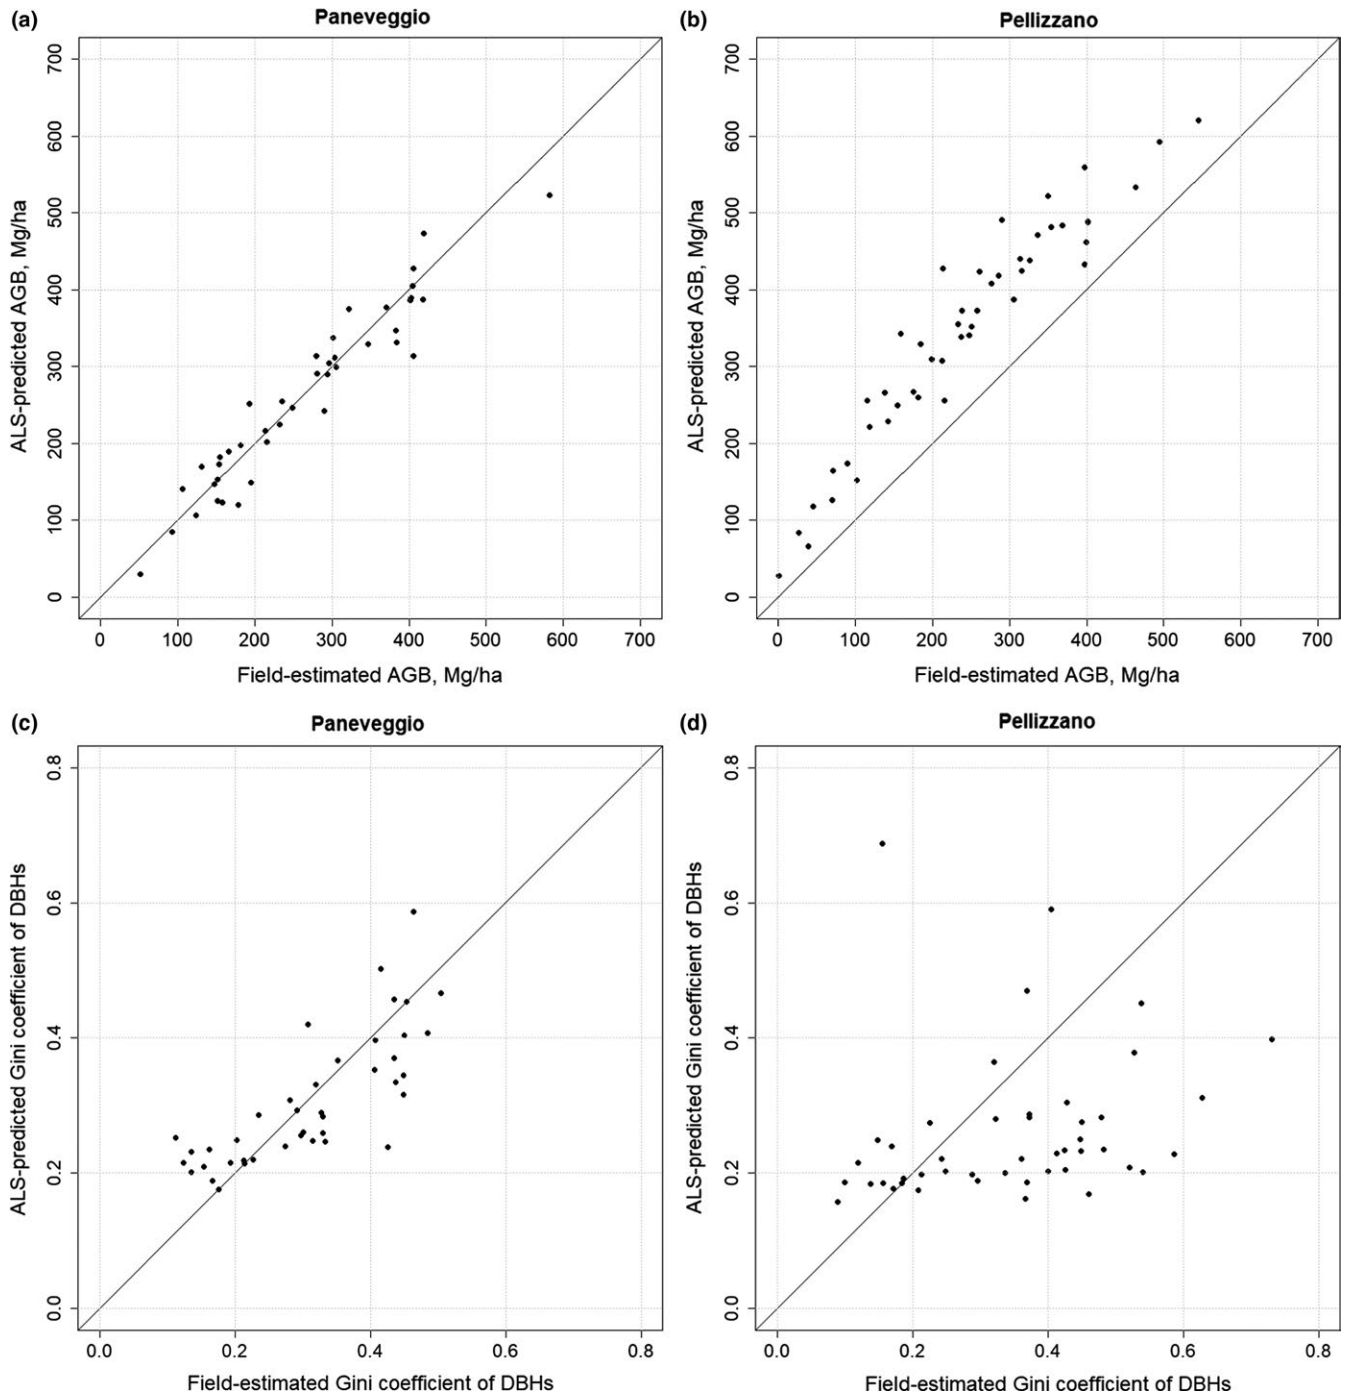 (a)
Paneveggio
ALS-predicted AGB, Mg/ha
700
600
500
400
300
200
100
0
0 100 200 300 400 500 600 700
Field-estimated AGB, Mg/ha
(b)
Pellizzano
ALS-predicted AGB, Mg/ha
700
600
500
400
300
200
100
0
0 100 200 300 400 500 600 700
Field-estimated AGB, Mg/ha
(c)
Paneveggio
ALS-predicted Gini coefficient of DBHs
0.8
0.6
0.4
0.2
0.0
0.0 0.2 0.4 0.6 0.8
Field-estimated Gini coefficient of DBHs
(d)
Pellizzano
ALS-predicted Gini coefficient of DBHs
0.8
0.6
0.4
0.2
0.0
0.0 0.2 0.4 0.6 0.8
Field-estimated Gini coefficient of DBHs